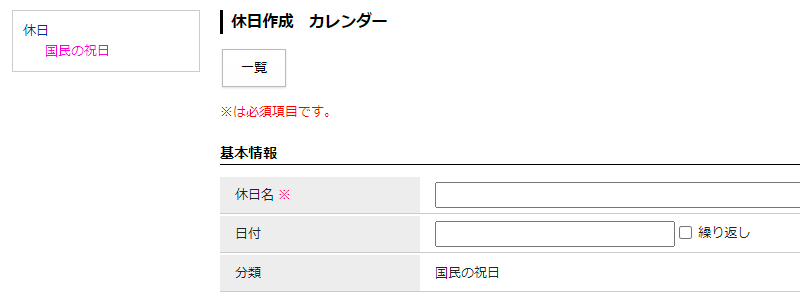 休日
国民の祝日
休日作成　カレンダー
一覧
※は必須項目です。
基本情報
休日名 ※
日付
繰り返し
分類
国民の祝日